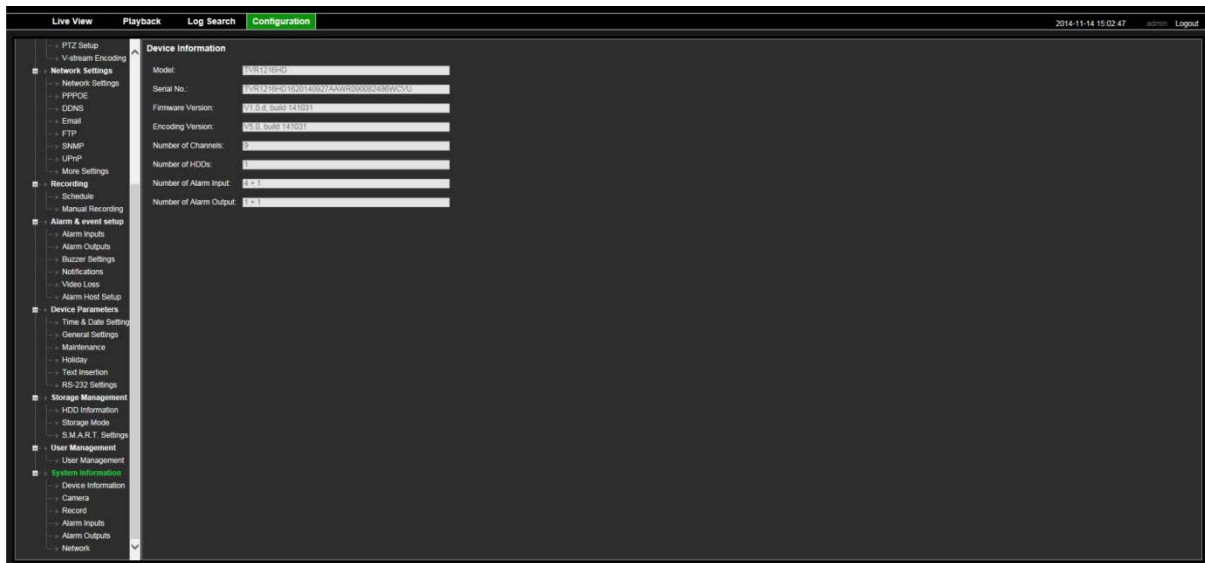 Live View Playback Log Search Configuration 2014-11-14 15:02:47 admin Logout
PTZ Setup
V-stream Encoding
Network Settings
Network Settings
PPPOE
DDNS
Email
FTP
SNMP
UPnP
More Settings
Recording
Schedule
Manual Recording
Alarm & event setup
Alarm Inputs
Alarm Outputs
Buzzer Settings
Notifications
Video Loss
Alarm Host Setup
Device Parameters
Time & Date Setting
General Settings
Maintenance
Holiday
Text Insertion
RS-232 Settings
Storage Management
HDD Information
Storage Mode
S.M.A.R.T. Settings
User Management
User Management
System Information
Device Information
Camera
Record
Alarm Inputs
Alarm Outputs
Network
Device Information
Model: TVR1216HD
Serial No.: TVR1216HD1620140927AAWR090082486WCVU
Firmware Version: V1.0.d, build 141031
Encoding Version: V5.0, build 141031
Number of Channels: 9
Number of HDDs: 1
Number of Alarm Input: 4 + 1
Number of Alarm Output: 1 + 1